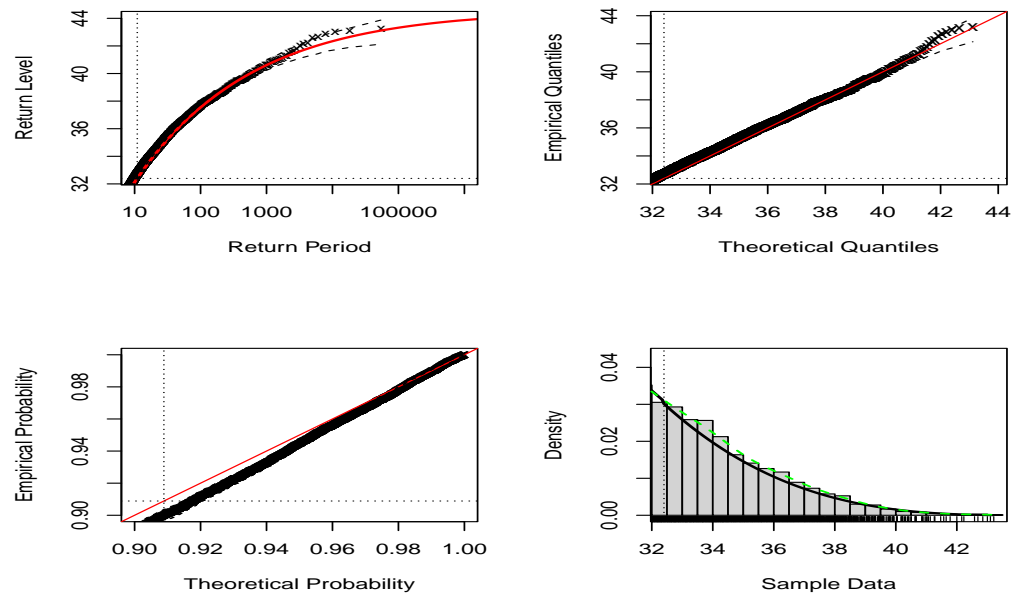 Return Level
44
40
36
32
10 100 1000 100000
Return Period
Empirical Quantiles
44
40
36
32
32 34 36 38 40 42 44
Theoretical Quantiles
Empirical Probability
0.98
0.94
0.90
0.90 0.92 0.94 0.96 0.98 1.00
Theoretical Probability
Density
0.04
0.02
0.00
32 34 36 38 40 42
Sample Data